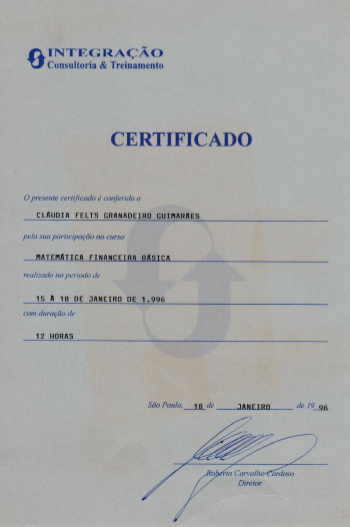 INTEGRAÇÃO
Consultoria & Treinamento
CERTIFICADO
O presente certificado é conferido a
CLÁUDIA FELTS GRANADEIRO GUIMARÃES
pela sua participação no curso
MATEMÁTICA FINANCEIRA BÁSICA
realizado no período de
15 À 18 DE JANEIRO DE 1.996
com duração de
12 HORAS
São Paulo, 18 de JANEIRO de 19 96
Roberto Carvalho Cardoso
Diretor